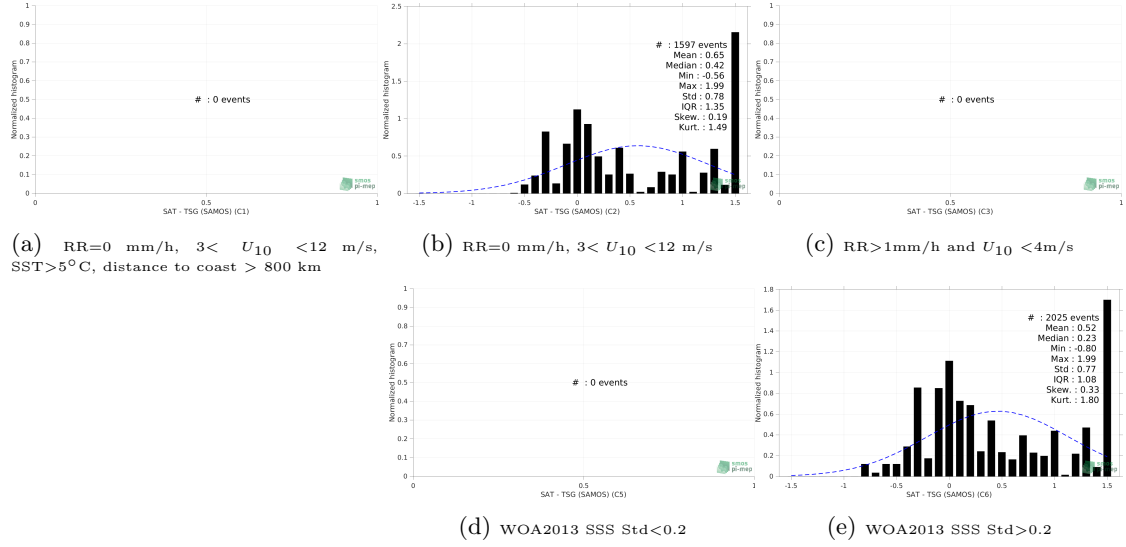 1
0.9
0.8
0.7
0.6
0.5
0.4
0.3
0.2
0.1
0
Normalized histogram
# : 0 events
0 0.5 1
SAT - TSG (SAMOS) (C1)
smos
pi-mep
(a) RR=0 mm/h, 3< U10 <12 m/s,
SST>5°C, distance to coast > 800 km
2.5
2
1.5
1
0.5
0
Normalized histogram
# : 1597 events
Mean : 0.65
Median : 0.42
Min : -0.56
Max : 1.99
Std : 0.78
IQR : 1.35
Skew. : 0.19
Kurt. : 1.49
-1.5 -1 -0.5 0 0.5 1 1.5
SAT - TSG (SAMOS) (C2)
smos
pi-mep
(b) RR=0 mm/h, 3< U10 <12 m/s
1
0.9
0.8
0.7
0.6
0.5
0.4
0.3
0.2
0.1
0
Normalized histogram
# : 0 events
0 0.5 1
SAT - TSG (SAMOS) (C3)
smos
pi-mep
(c) RR>1mm/h and U10 <4m/s
1
0.9
0.8
0.7
0.6
0.5
0.4
0.3
0.2
0.1
0
Normalized histogram
# : 0 events
0 0.5 1
SAT - TSG (SAMOS) (C5)
smos
pi-mep
(d) WOA2013 SSS Std<0.2
1.8
1.6
1.4
1.2
1
0.8
0.6
0.4
0.2
0
Normalized histogram
# : 2025 events
Mean : 0.52
Median : 0.23
Min : -0.80
Max : 1.99
Std : 0.77
IQR : 1.08
Skew. : 0.33
Kurt. : 1.80
-1.5 -1 -0.5 0 0.5 1 1.5
SAT - TSG (SAMOS) (C6)
smos
pi-mep
(e) WOA2013 SSS Std>0.2